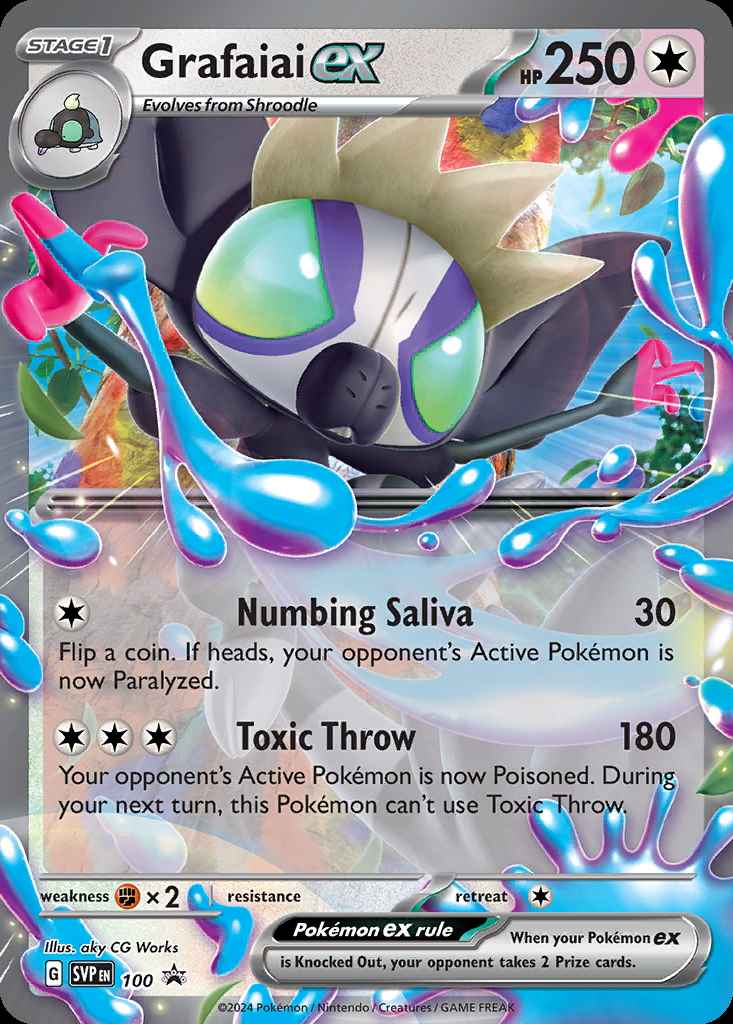 STAGE 1
Grafaiai ex
HP 250
Evolves from Shroodle
Numbing Saliva 30
Flip a coin. If heads, your opponent's Active Pokémon is
now Paralyzed.
Toxic Throw 180
Your opponent's Active Pokémon is now Poisoned. During
your next turn, this Pokémon can't use Toxic Throw.
weakness × 2 resistance retreat
Illus. aky CG Works
Pokémon ex rule When your Pokémon ex
is Knocked Out, your opponent takes 2 Prize cards.
G SVP EN 100
©2024 Pokémon / Nintendo / Creatures / GAME FREAK